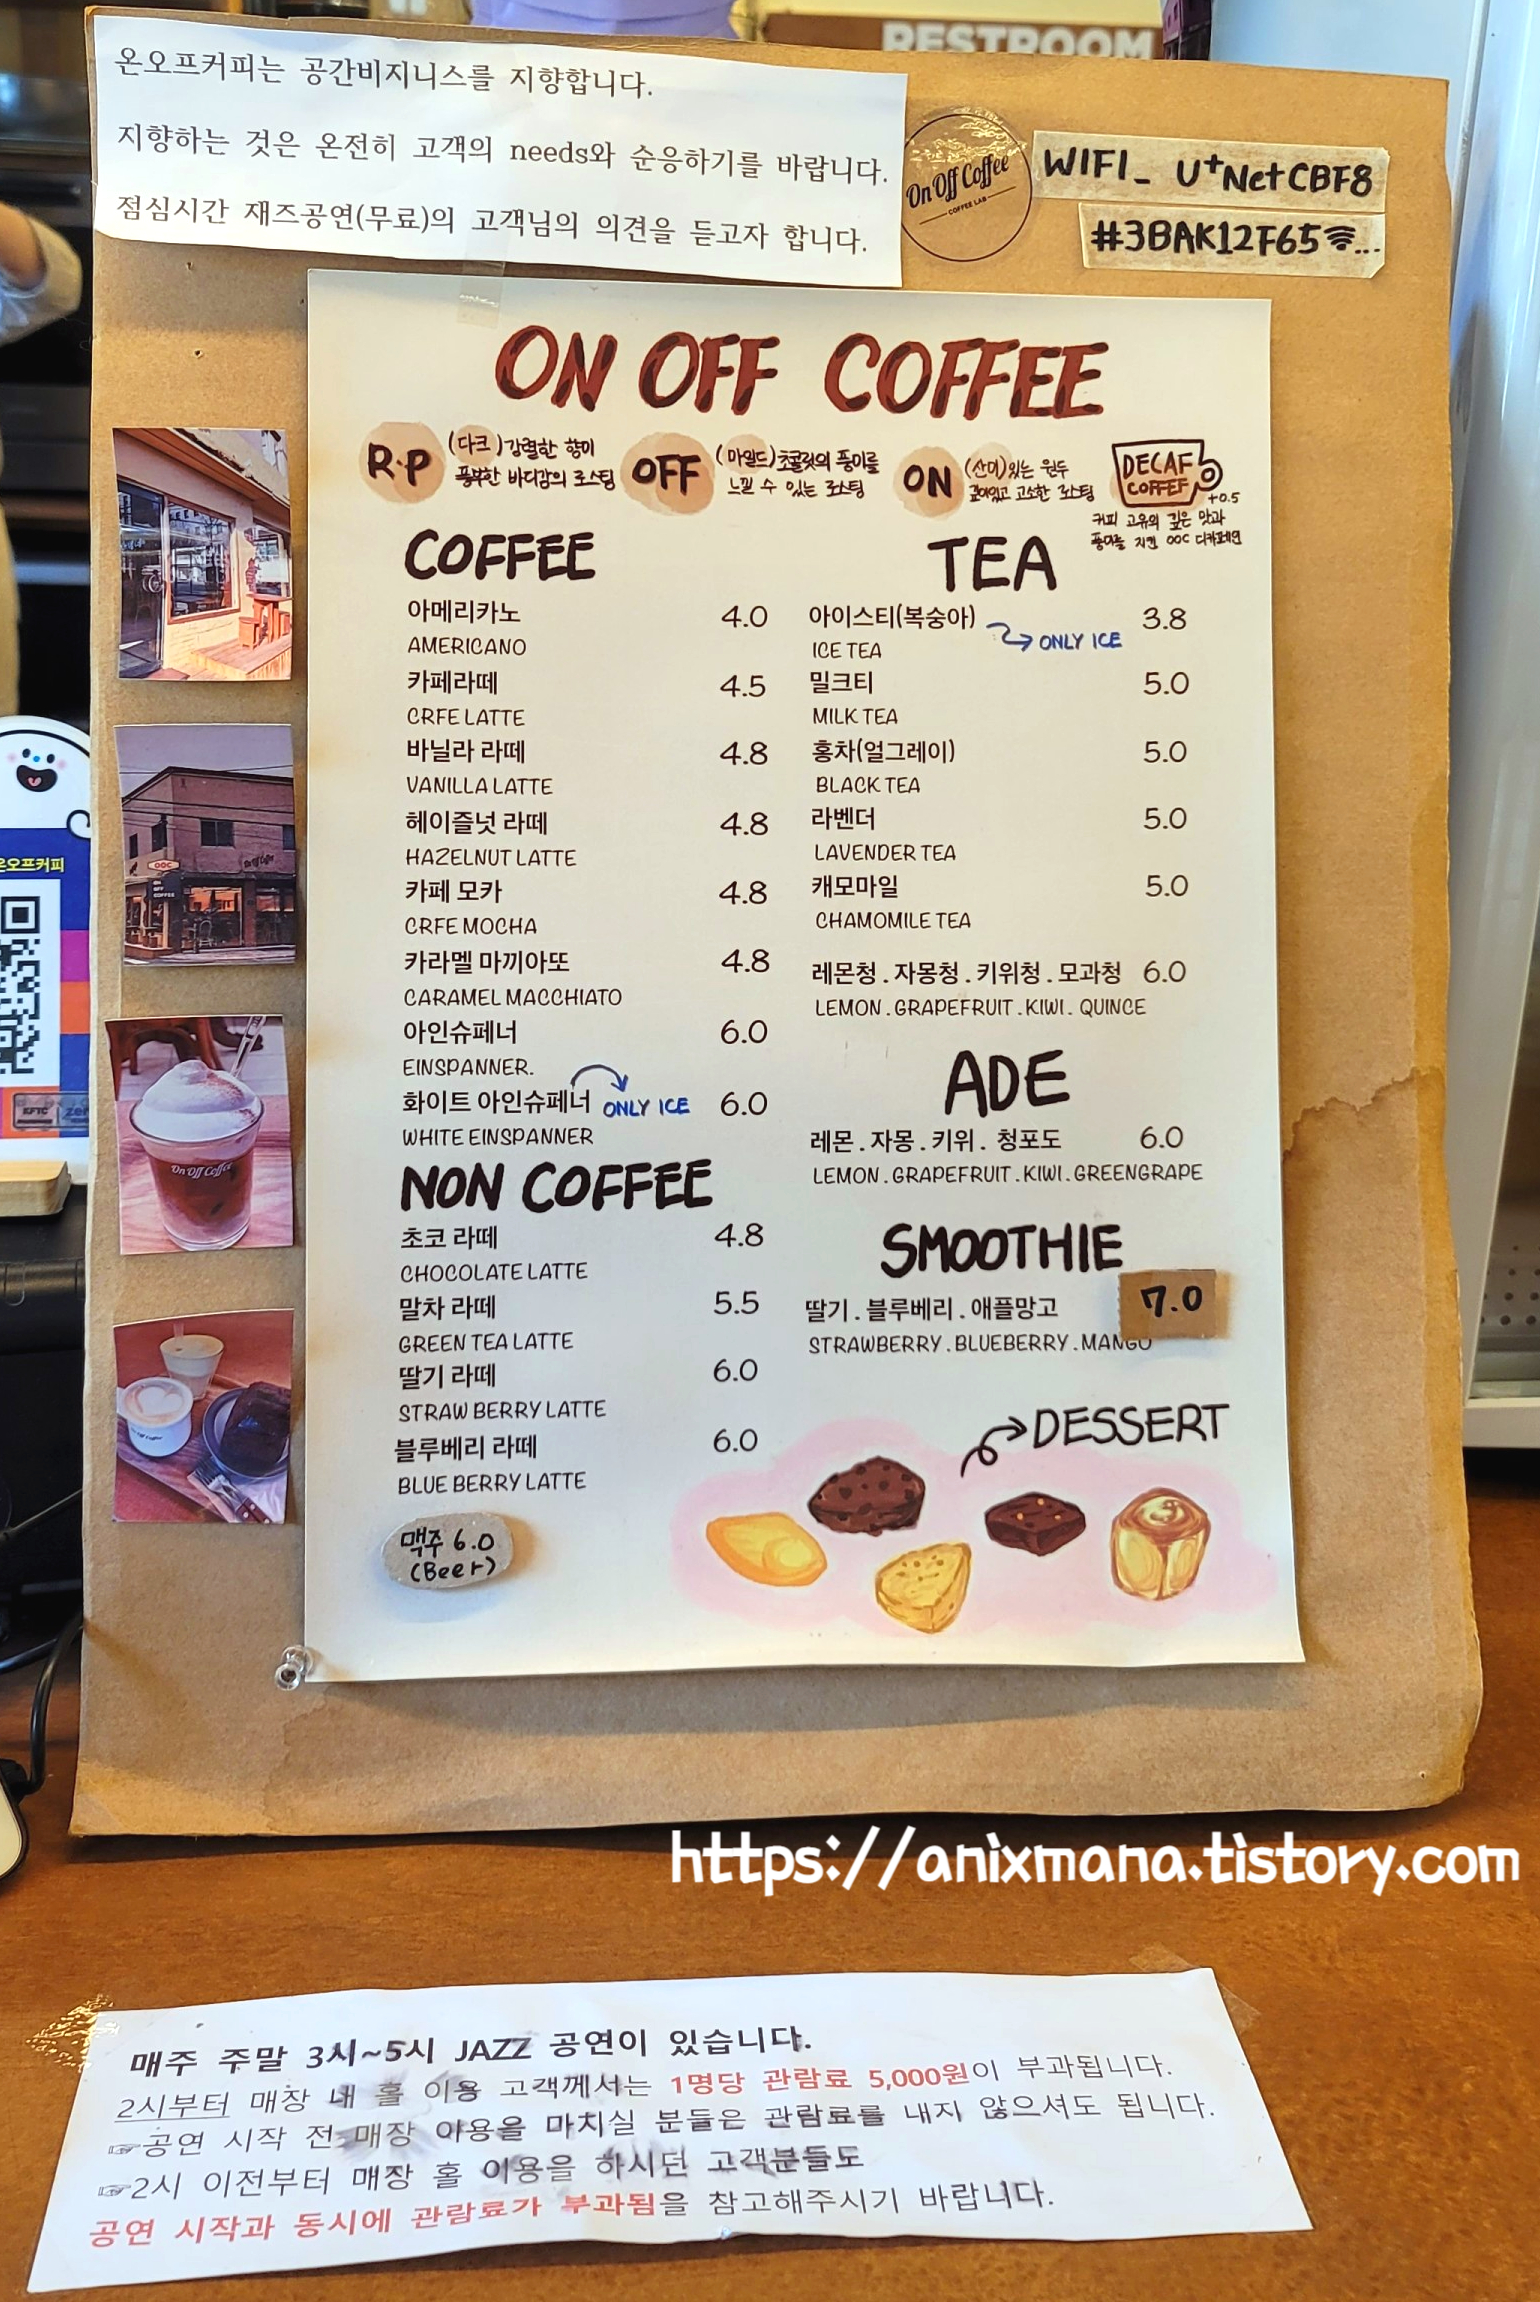 RESTROOM
온오프커피는 공간비지니스를 지향합니다.
지향하는 것은 온전히 고객의 needs와 순응하기를 바랍니다.
점심시간 재즈공연(무료)의 고객님의 의견을 듣고자 합니다.
On Off Coffee
COFFEE LAB
WIFI_ U+NetCBF8
#3BAK12F65
ON OFF COFFEE
R.P
(다크) 강렬한 향미
풍부한 바디감의 로스팅
OFF
(마일드) 초콜릿의 풍미를
느낄 수 있는 로스팅
ON
(산미) 있는 원두
깊이있고 고소한 로스팅
DECAF
COFFEE
+0.5
커피 고유의 깊은 맛과
풍미를 지킨 OOC 디카페인
COFFEE
아메리카노 4.0
AMERICANO
카페라떼 4.5
CRFE LATTE
바닐라 라떼 4.8
VANILLA LATTE
헤이즐넛 라떼 4.8
HAZELNUT LATTE
카페 모카 4.8
CRFE MOCHA
카라멜 마끼아또 4.8
CARAMEL MACCHIATO
아인슈페너 6.0
EINSPANNER.
화이트 아인슈페너 ONLY ICE 6.0
WHITE EINSPANNER
NON COFFEE
초코 라떼 4.8
CHOCOLATE LATTE
말차 라떼 5.5
GREEN TEA LATTE
딸기 라떼 6.0
STRAW BERRY LATTE
블루베리 라떼 6.0
BLUE BERRY LATTE
맥주 6.0
(Beer)
TEA
아이스티(복숭아) 3.8
ICE TEA ONLY ICE
밀크티 5.0
MILK TEA
홍차(얼그레이) 5.0
BLACK TEA
라벤더 5.0
LAVENDER TEA
캐모마일 5.0
CHAMOMILE TEA
레몬청 . 자몽청 . 키위청 . 모과청 6.0
LEMON . GRAPEFRUIT . KIWI . QUINCE
ADE
레몬 . 자몽 . 키위 . 청포도 6.0
LEMON . GRAPEFRUIT . KIWI . GREENGRAPE
SMOOTHIE
딸기 . 블루베리 . 애플망고 7.0
STRAWBERRY . BLUEBERRY . MANGO
DESSERT
온오프커피
OOC
OFF
COFFEE
On Off Coffee
On Off Coffee
https://anixmana.tistory.com
매주 주말 3시~5시 JAZZ 공연이 있습니다.
2시부터 매장 내 홀 이용 고객께서는 1명당 관람료 5,000원이 부과됩니다.
☞공연 시작 전 매장 이용을 마치실 분들은 관람료를 내지 않으셔도 됩니다.
☞2시 이전부터 매장 홀 이용을 하시던 고객분들도
공연 시작과 동시에 관람료가 부과됨을 참고해주시기 바랍니다.